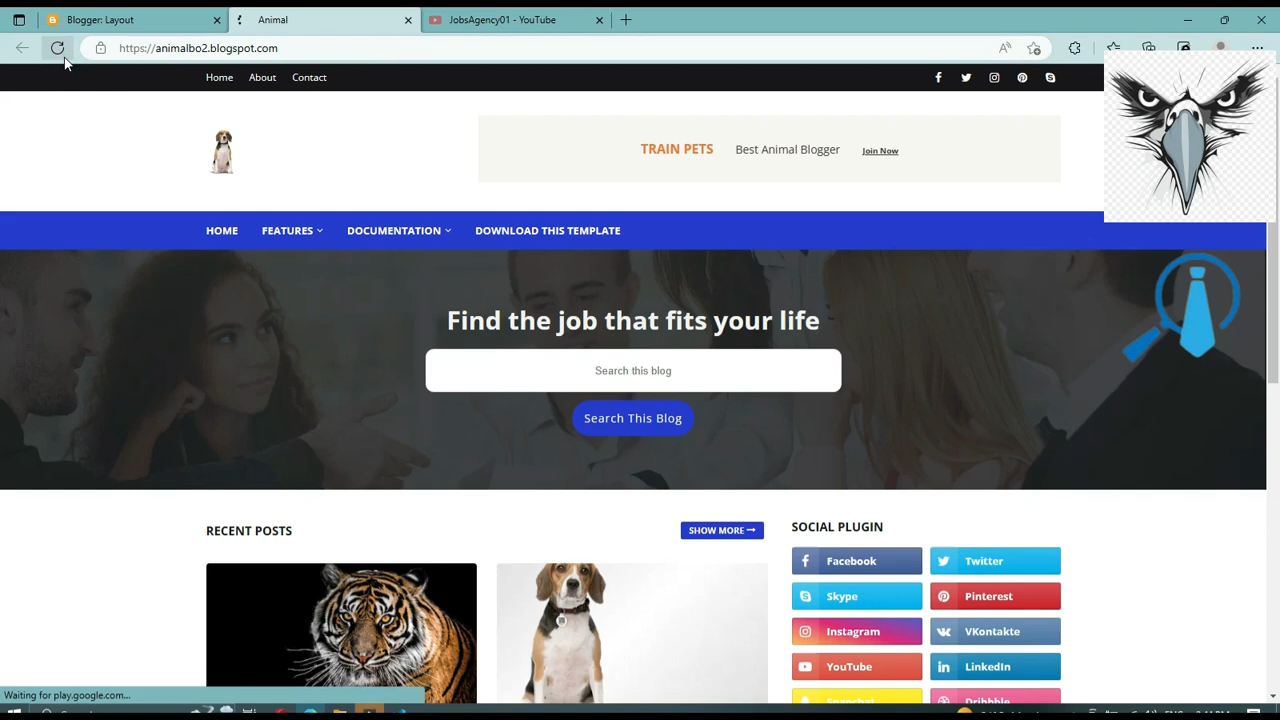 Blogger: Layout
Animal
JobsAgency01 - YouTube
https://animalbo2.blogspot.com
Home About Contact
TRAIN PETS Best Animal Blogger Join Now
HOME FEATURES DOCUMENTATION DOWNLOAD THIS TEMPLATE
Find the job that fits your life
Search this blog
Search This Blog
RECENT POSTS
SHOW MORE
SOCIAL PLUGIN
Facebook
Twitter
Skype
Pinterest
Instagram
VKontakte
YouTube
LinkedIn
Snapchat
Dribbble
Waiting for play.google.com...